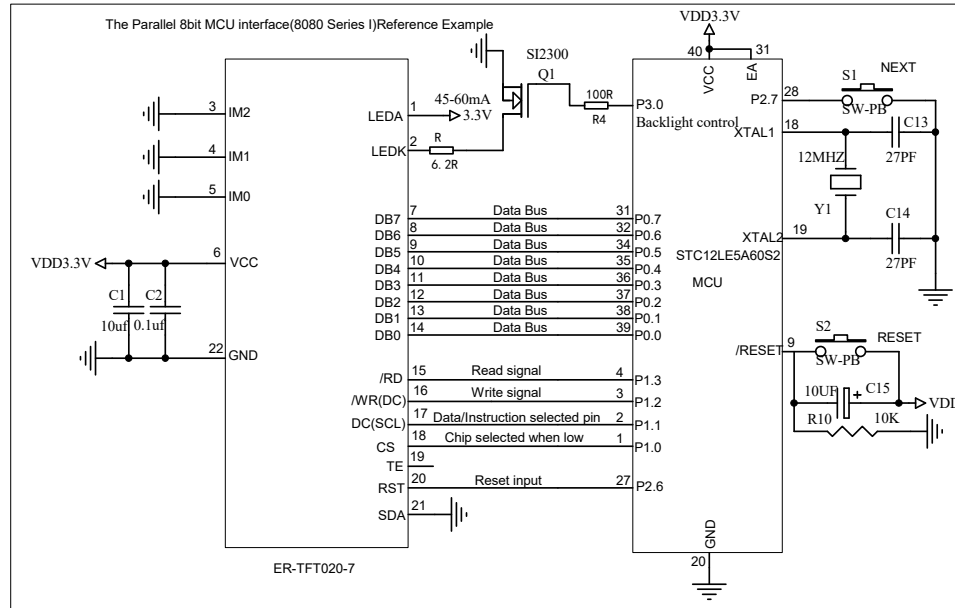 The Parallel 8bit MCU interface(8080 Series I)Reference Example
VDD3.3V
40
31
VCC
EA
SI2300
Q1
S1
NEXT
28
P2.7
SW-PB
3
IM2
1
LEDA
45-60mA
3.3V
100R
R4
P3.0
Backlight control
18
XTAL1
C13
27PF
12MHZ
Y1
4
IM1
2
LEDK
R
6.2R
5
IM0
DB7
7
Data Bus
31
P0.7
DB6
8
Data Bus
32
P0.6
DB5
9
Data Bus
34
P0.5
DB4
10
Data Bus
35
P0.4
DB3
11
Data Bus
36
P0.3
DB2
12
Data Bus
37
P0.2
DB1
13
Data Bus
38
P0.1
DB0
14
Data Bus
39
P0.0
19
XTAL2
C14
27PF
STC12LE5A60S2
MCU
VDD3.3V
6
VCC
C1
C2
10uf
0.1uf
22
GND
/RESET
9
S2
RESET
SW-PB
10UF
+
C15
VDD
R10
10K
/RD
15
Read signal
4
P1.3
/WR(DC)
16
Write signal
3
P1.2
DC(SCL)
17
Data/Instruction selected pin
2
P1.1
CS
18
Chip selected when low
1
P1.0
TE
19
RST
20
Reset input
27
P2.6
SDA
21
GND
20
ER-TFT020-7